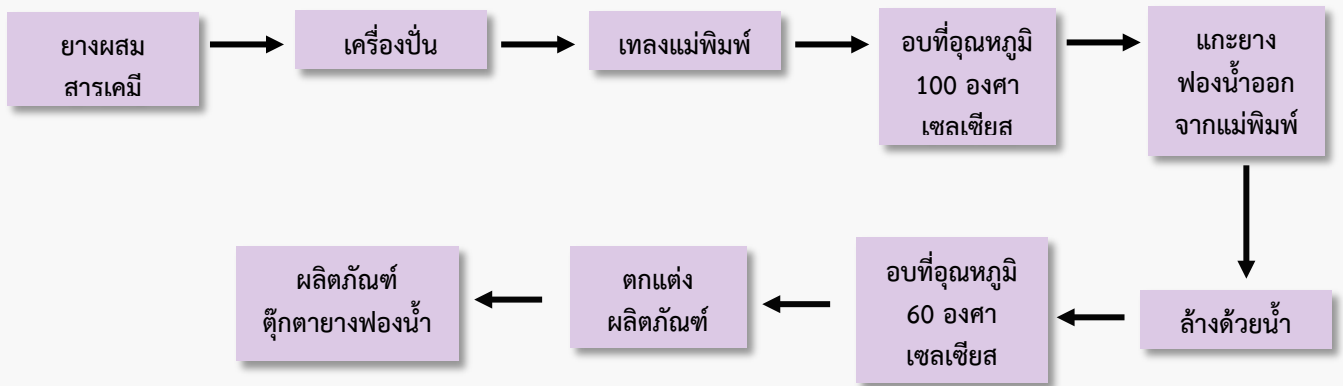 ยางผสม
สารเคมี
เครื่องปั่น
เทลงแม่พิมพ์
อบที่อุณหภูมิ
100 องศา
เซลเซียส
แกะยาง
ฟองน้ำออก
จากแม่พิมพ์
ล้างด้วยน้ำ
อบที่อุณหภูมิ
60 องศา
เซลเซียส
ตกแต่ง
ผลิตภัณฑ์
ผลิตภัณฑ์
ตุ๊กตายางฟองน้ำ